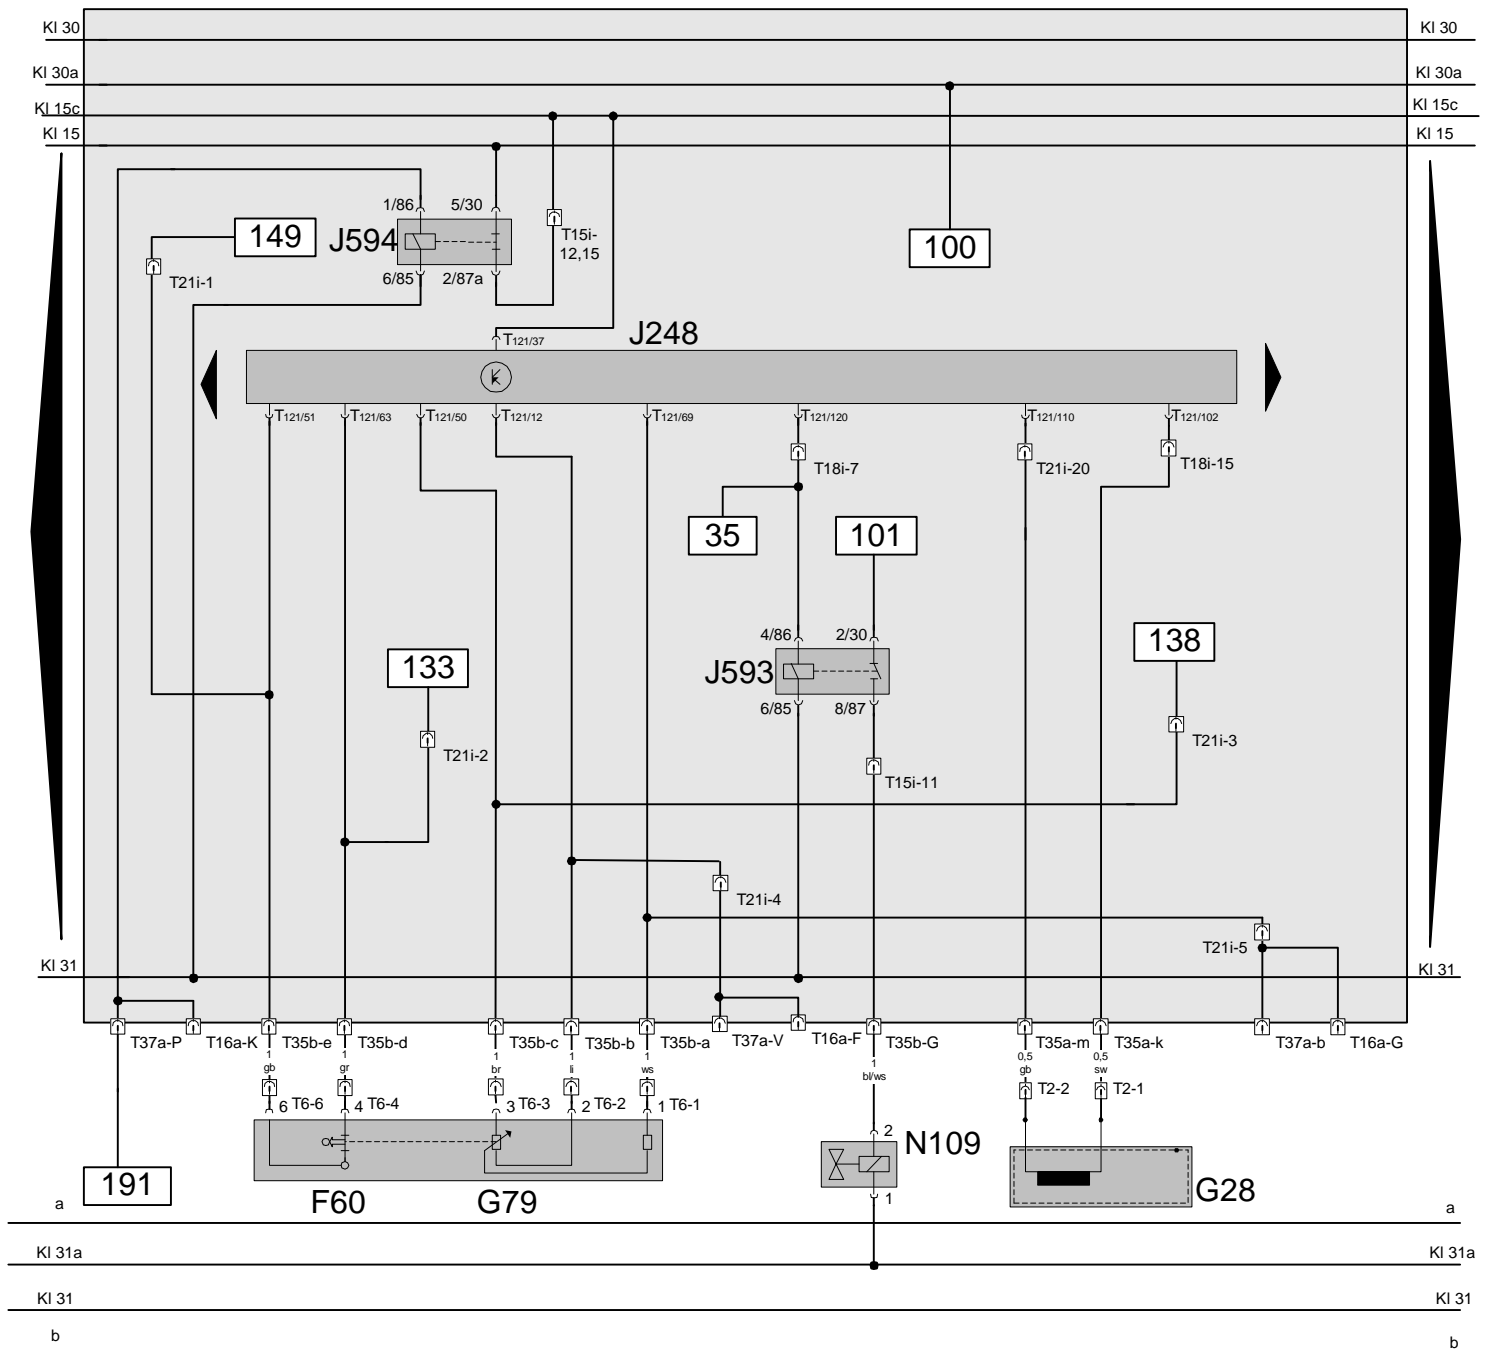 Kl 30
Kl 30
Kl 30a
Kl 30a
Kl 15c
Kl 15c
Kl 15
Kl 15
1/86
5/30
149
J594
T15i-
12,15
100
T21i-1
6/85
2/87a
T121/37
J248
T121/51
T121/63
T121/50
T121/12
T121/69
T121/120
T121/110
T121/102
T18i-7
T21i-20
T18i-15
35
101
4/86
2/30
138
133
J593
6/85
8/87
T21i-2
T21i-3
T15i-11
T21i-4
T21i-5
Kl 31
Kl 31
T37a-P
T16a-K
T35b-e
T35b-d
T35b-c
T35b-b
T35b-a
T37a-V
T16a-F
T35b-G
T35a-m
T35a-k
T37a-b
T16a-G
1
gb
1
gr
1
br
1
li
1
ws
1
bl/ws
0,5
gb
0,5
sw
T2-2
T2-1
6 T6-6
4 T6-4
3 T6-3
2 T6-2
1 T6-1
2
N109
191
F60
G79
1
G28
a
a
Kl 31a
Kl 31a
Kl 31
Kl 31
b
b